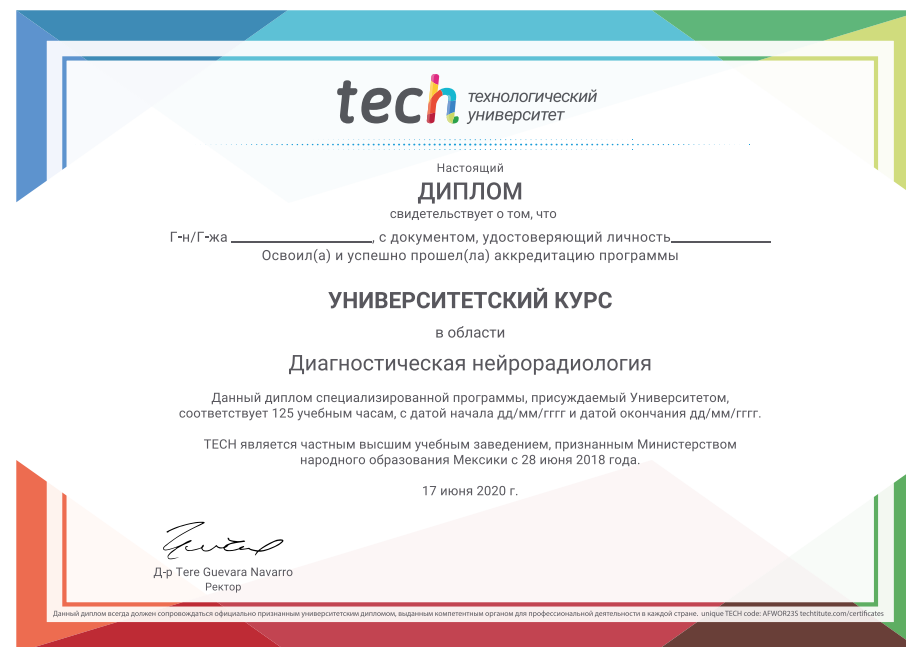 tech технологический
университет
Настоящий
ДИПЛОМ
свидетельствует о том, что
Г-н/Г-жа ____________________, с документом, удостоверяющий личность______________
Освоил(а) и успешно прошел(ла) аккредитацию программы
УНИВЕРСИТЕТСКИЙ КУРС
в области
Диагностическая нейрорадиология
Данный диплом специализированной программы, присуждаемый Университетом,
соответствует 125 учебным часам, с датой начала дд/мм/гггг и датой окончания дд/мм/гггг.
TECH является частным высшим учебным заведением, признанным Министерством
народного образования Мексики с 28 июня 2018 года.
17 июня 2020 г.
Д-р Tere Guevara Navarro
Ректор
Данный диплом всегда должен сопровождаться официально признанным университетским дипломом, выданным компетентным органом для профессиональной деятельности в каждой стране. unique TECH code: AFWOR23S techtitute.com/certificates